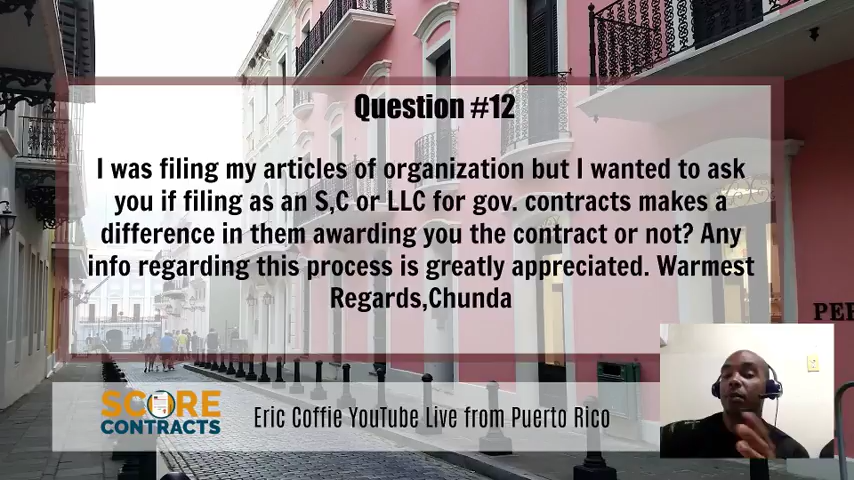 Question #12
I was filing my articles of organization but I wanted to ask
you if filing as an S,C or LLC for gov. contracts makes a
difference in them awarding you the contract or not? Any
info regarding this process is greatly appreciated. Warmest
Regards,Chunda
PE
SCORE
CONTRACTS
Eric Coffie YouTube Live from Puerto Rico